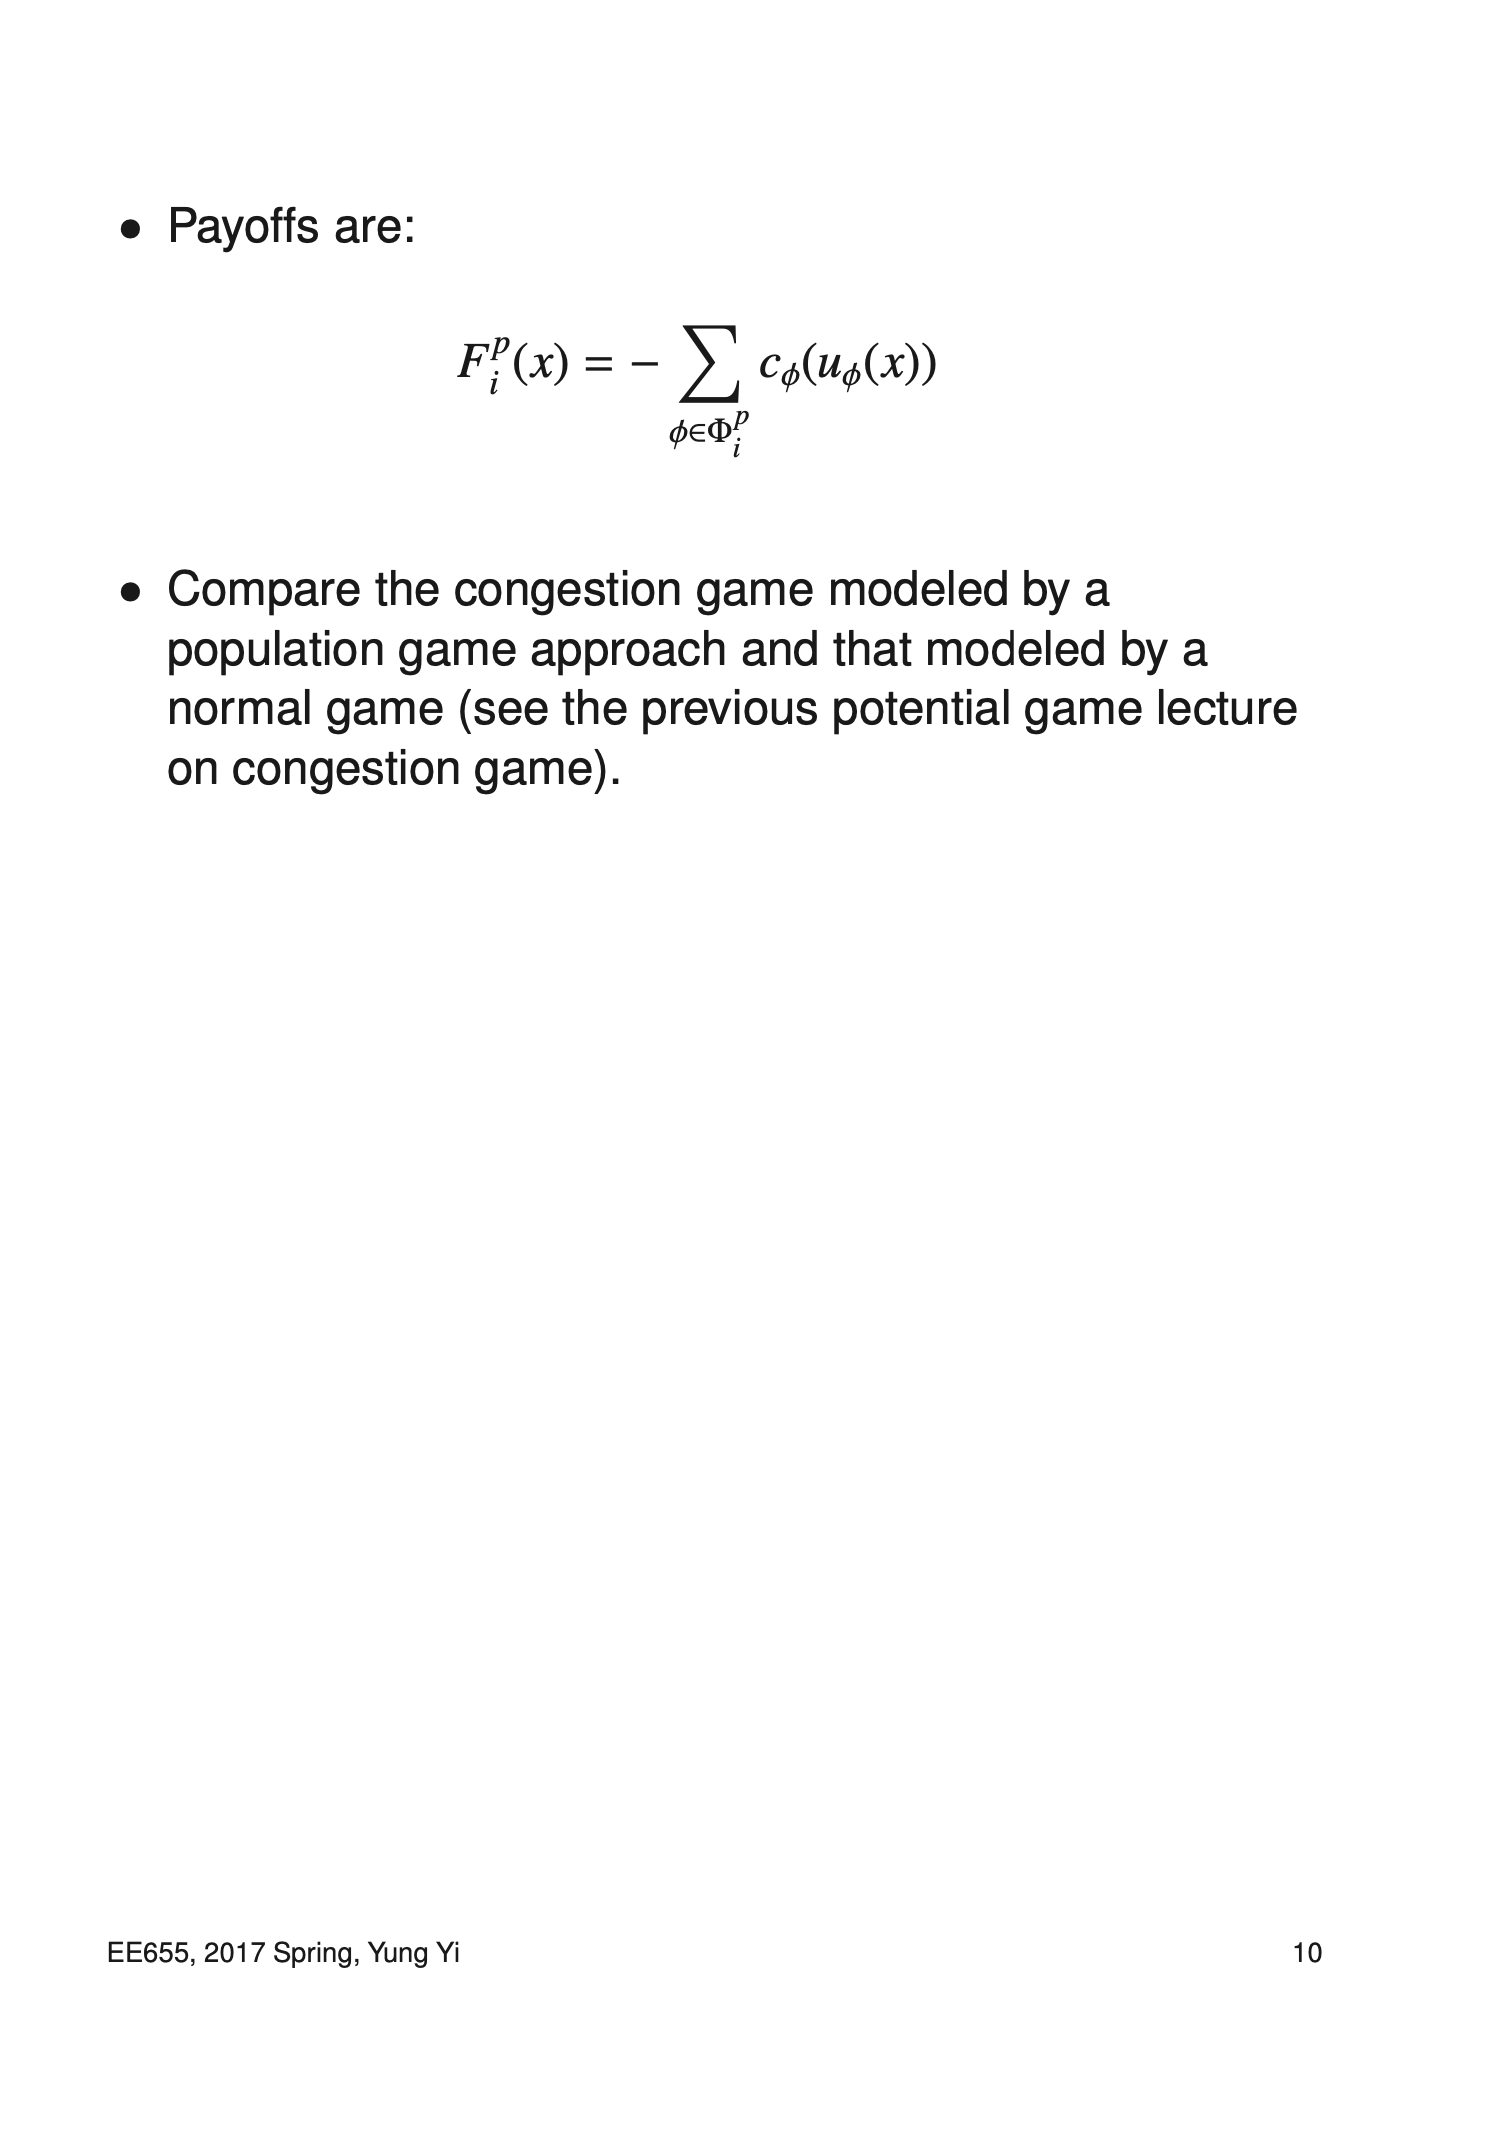 • Payoffs are:
F_i^p(x) = − ∑_{ϕ∈Φ_i^p} c_ϕ(u_ϕ(x))
• Compare the congestion game modeled by a
population game approach and that modeled by a
normal game (see the previous potential game lecture
on congestion game).
EE655, 2017 Spring, Yung Yi 10